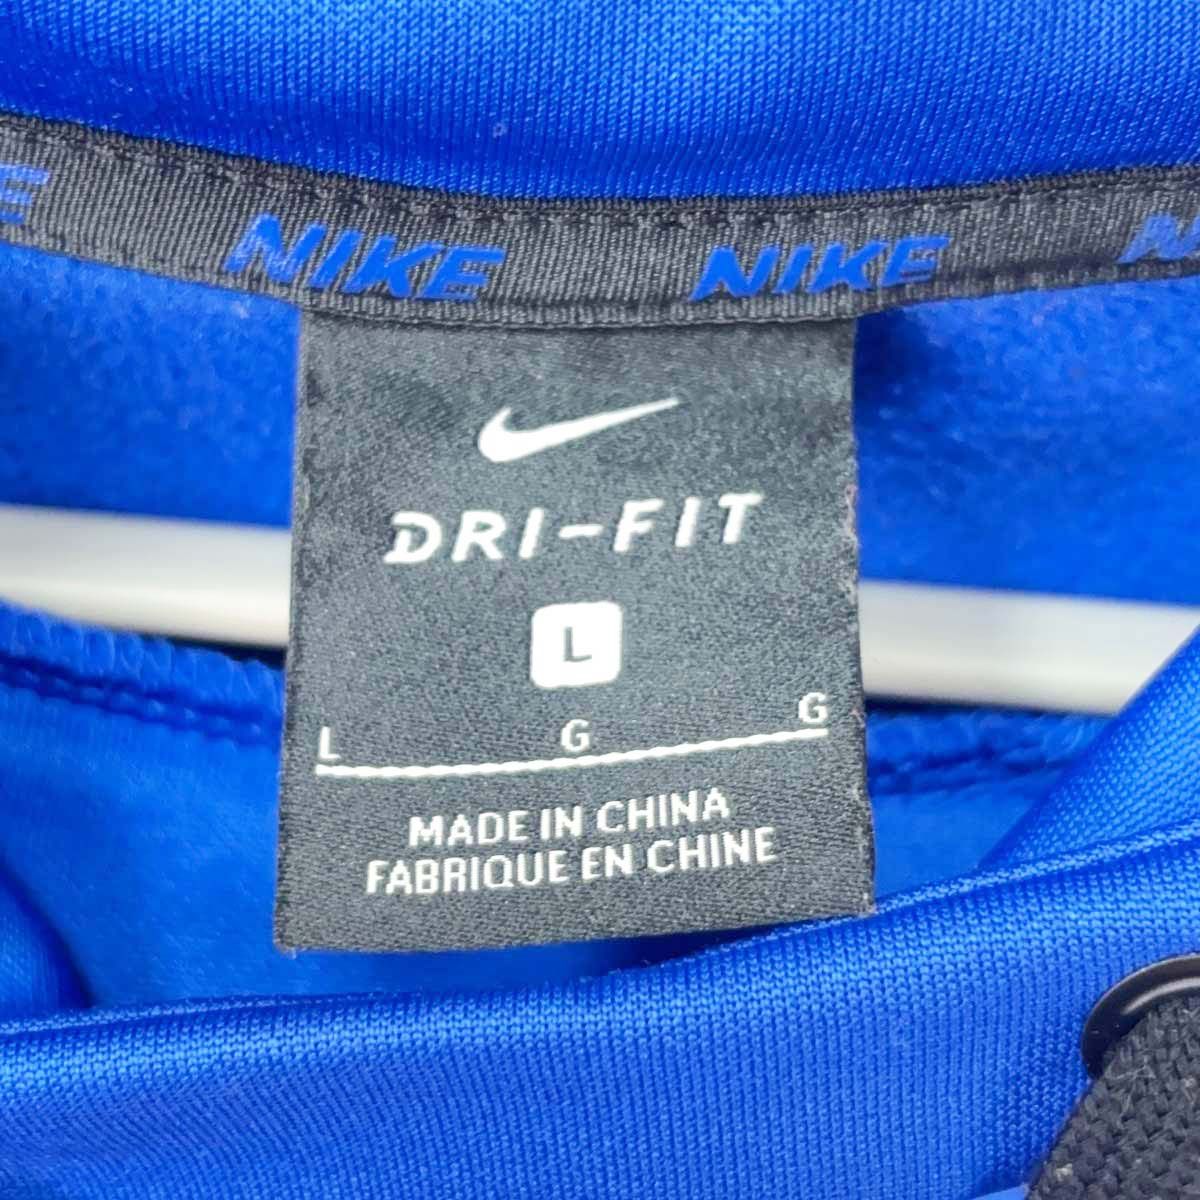 NIKE NIKE
DRI-FIT
L
L G G
MADE IN CHINA
FABRIQUE EN CHINE